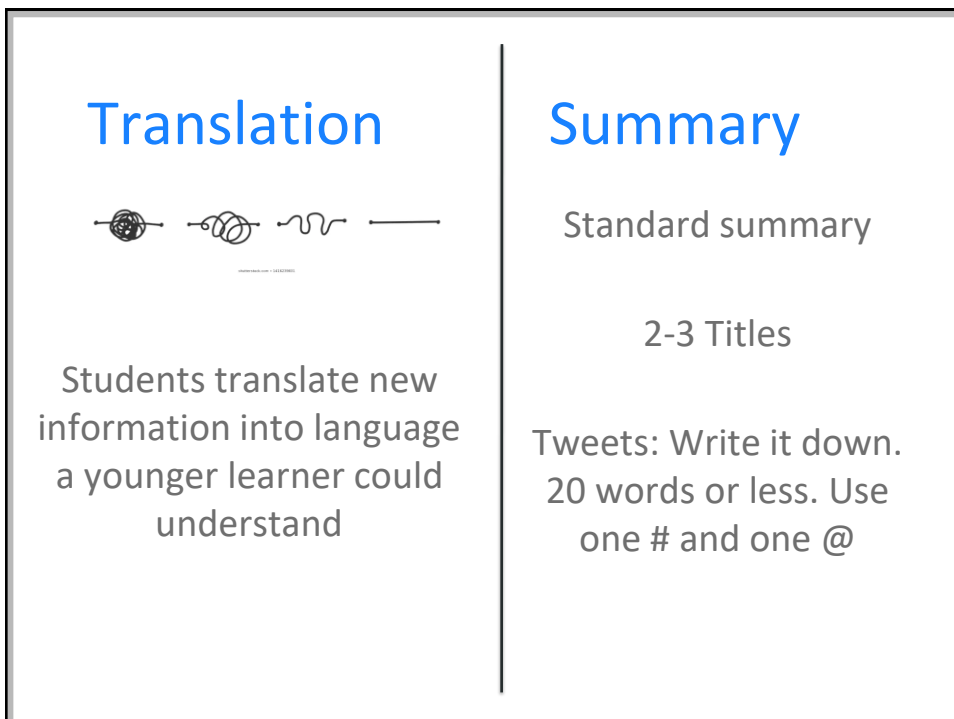 Translation
Students translate new
information into language
a younger learner could
understand
Summary
Standard summary
2-3 Titles
Tweets: Write it down.
20 words or less. Use
one # and one @